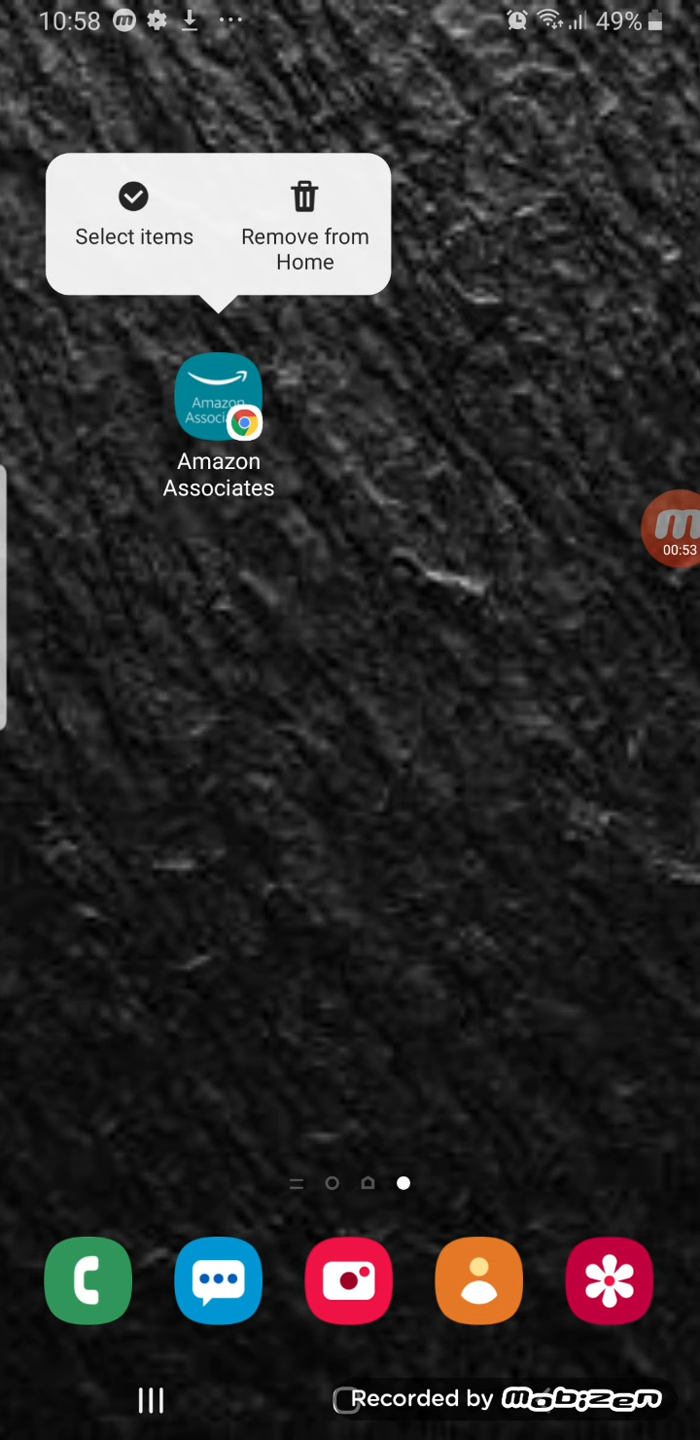 10:58
49%
Select items
Remove from
Home
Amazon
Associ
Amazon
Associates
00:53
Recorded by mobizen